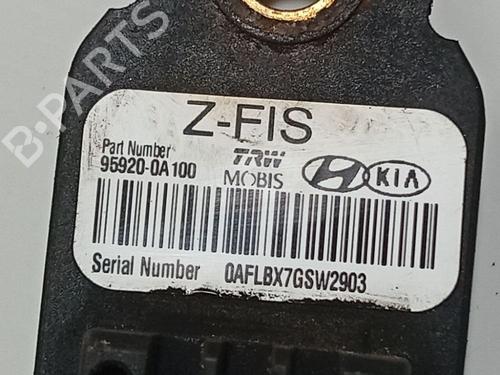 Z-FIS
Part Number
95920-0A100
TRW
MOBIS
KIA
Serial Number 0AFLBX7GSW2903
B-PARTS